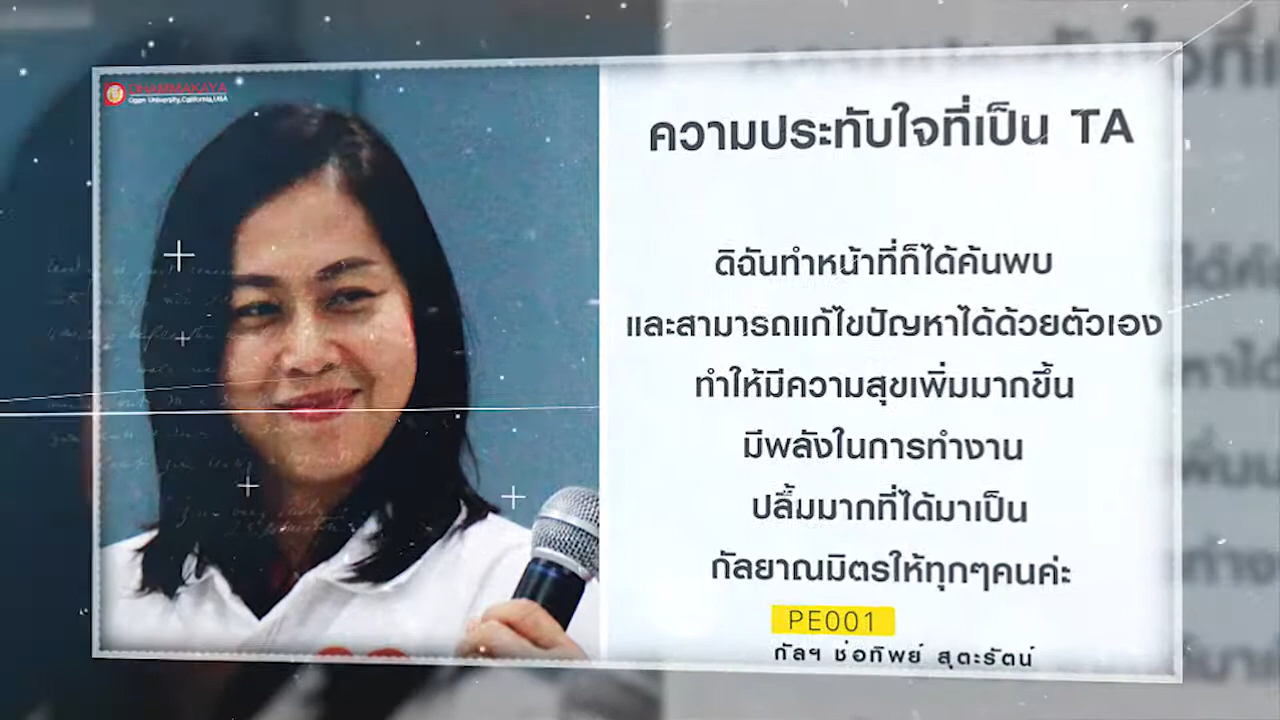 DHAMMAKAYA
Open University, California, USA
ความประทับใจที่เป็น TA
ดิฉันทำหน้าที่ก็ได้ค้นพบ
และสามารถแก้ไขปัญหาได้ด้วยตัวเอง
ทำให้มีความสุขเพิ่มมากขึ้น
มีพลังในการทำงาน
ปลื้มมากที่ได้มาเป็น
กัลยาณมิตรให้ทุกๆคนค่ะ
PE001
กัลฯ ช่อทิพย์ สุตะรัตน์